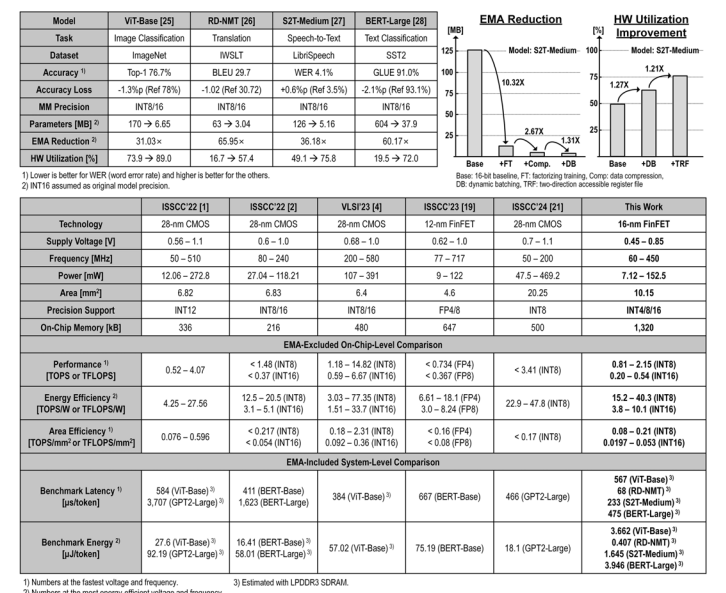 Model ViT-Base [25] RD-NMT [26] S2T-Medium [27] BERT-Large [28]
Task Image Classification Translation Speech-to-Text Text Classification
Dataset ImageNet IWSLT LibriSpeech SST2
Accuracy 1) Top-1 76.7% BLEU 29.7 WER 4.1% GLUE 91.0%
Accuracy Loss -1.3%p (Ref 78%) -1.02 (Ref 30.72) +0.6%p (Ref 3.5%) -2.1%p (Ref 93.1%)
MM Precision INT8/16 INT8/16 INT8/16 INT8/16
Parameters [MB] 2) 170 → 6.65 63 → 3.04 126 → 5.16 604 → 37.9
EMA Reduction 2) 31.03× 65.95× 36.18× 60.17×
HW Utilization [%] 73.9 → 89.0 16.7 → 57.4 49.1 → 75.8 19.5 → 72.0
1) Lower is better for WER (word error rate) and higher is better for the others.
2) INT16 assumed as original model precision.
EMA Reduction
[MB]
Model: S2T-Medium
125
100
75
50
25
10.32X
2.67X
1.31X
Base +FT +Comp. +DB
HW Utilization
Improvement
[%]
Model: S2T-Medium
100
75
50
25
1.27X
1.21X
Base +DB +TRF
Base: 16-bit baseline, FT: factorizing training, Comp: data compression,
DB: dynamic batching, TRF: two-direction accessible register file
ISSCC'22 [1] ISSCC'22 [2] VLSI'23 [4] ISSCC'23 [19] ISSCC'24 [21] This Work
Technology 28-nm CMOS 28-nm CMOS 28-nm CMOS 12-nm FinFET 28-nm CMOS 16-nm FinFET
Supply Voltage [V] 0.56 – 1.1 0.6 – 1.0 0.68 – 1.0 0.62 – 1.0 0.7 – 1.1 0.45 – 0.85
Frequency [MHz] 50 – 510 80 – 240 200 – 580 77 – 717 50 – 200 60 – 450
Power [mW] 12.06 – 272.8 27.04 – 118.21 107 – 391 9 – 122 47.5 – 469.2 7.12 – 152.5
Area [mm2] 6.82 6.83 6.4 4.6 20.25 10.15
Precision Support INT12 INT8/16 INT8/16 FP4/8 INT8 INT4/8/16
On-Chip Memory [kB] 336 216 480 647 500 1,320
EMA-Excluded On-Chip-Level Comparison
Performance 1) < 1.48 (INT8) 1.18 – 14.82 (INT8) < 0.734 (FP4) 0.81 – 2.15 (INT8)
[TOPS or TFLOPS] 0.52 – 4.07 < 0.37 (INT16) 0.59 – 6.67 (INT16) < 0.367 (FP8) < 3.41 (INT8) 0.20 – 0.54 (INT16)
Energy Efficiency 2) 12.5 – 20.5 (INT8) 3.03 – 77.35 (INT8) 6.61 – 18.1 (FP4) 15.2 – 40.3 (INT8)
[TOPS/W or TFLOPS/W] 4.25 – 27.56 3.1 – 5.1 (INT16) 1.51 – 33.7 (INT16) 3.0 – 8.24 (FP8) 22.9 – 47.8 (INT8) 3.8 – 10.1 (INT16)
Area Efficiency 1) < 0.217 (INT8) 0.18 – 2.31 (INT8) < 0.16 (FP4) 0.08 – 0.21 (INT8)
[TOPS/mm2 or TFLOPS/mm2] 0.076 – 0.596 < 0.054 (INT16) 0.092 – 0.36 (INT16) < 0.08 (FP8) < 0.17 (INT8) 0.0197 – 0.053 (INT16)
EMA-Included System-Level Comparison
567 (ViT-Base) 3)
Benchmark Latency 1) 584 (ViT-Base) 3) 411 (BERT-Base) 384 (ViT-Base) 3) 667 (BERT-Base) 466 (GPT2-Large) 68 (RD-NMT) 3)
[µs/token] 3,707 (GPT2-Large) 3) 1,623 (BERT-Large) 233 (S2T-Medium) 3)
475 (BERT-Large) 3)
3.662 (ViT-Base) 3)
Benchmark Energy 2) 27.6 (ViT-Base) 3) 16.41 (BERT-Base) 3) 57.02 (ViT-Base) 3) 75.19 (BERT-Base) 18.1 (GPT2-Large) 0.407 (RD-NMT) 3)
[µJ/token] 92.19 (GPT2-Large) 3) 58.01 (BERT-Large) 3) 1.645 (S2T-Medium) 3)
3.946 (BERT-Large) 3)
1) Numbers at the fastest voltage and frequency. 3) Estimated with LPDDR3 SDRAM.
2) Numbers at the most energy efficient voltage and frequency.